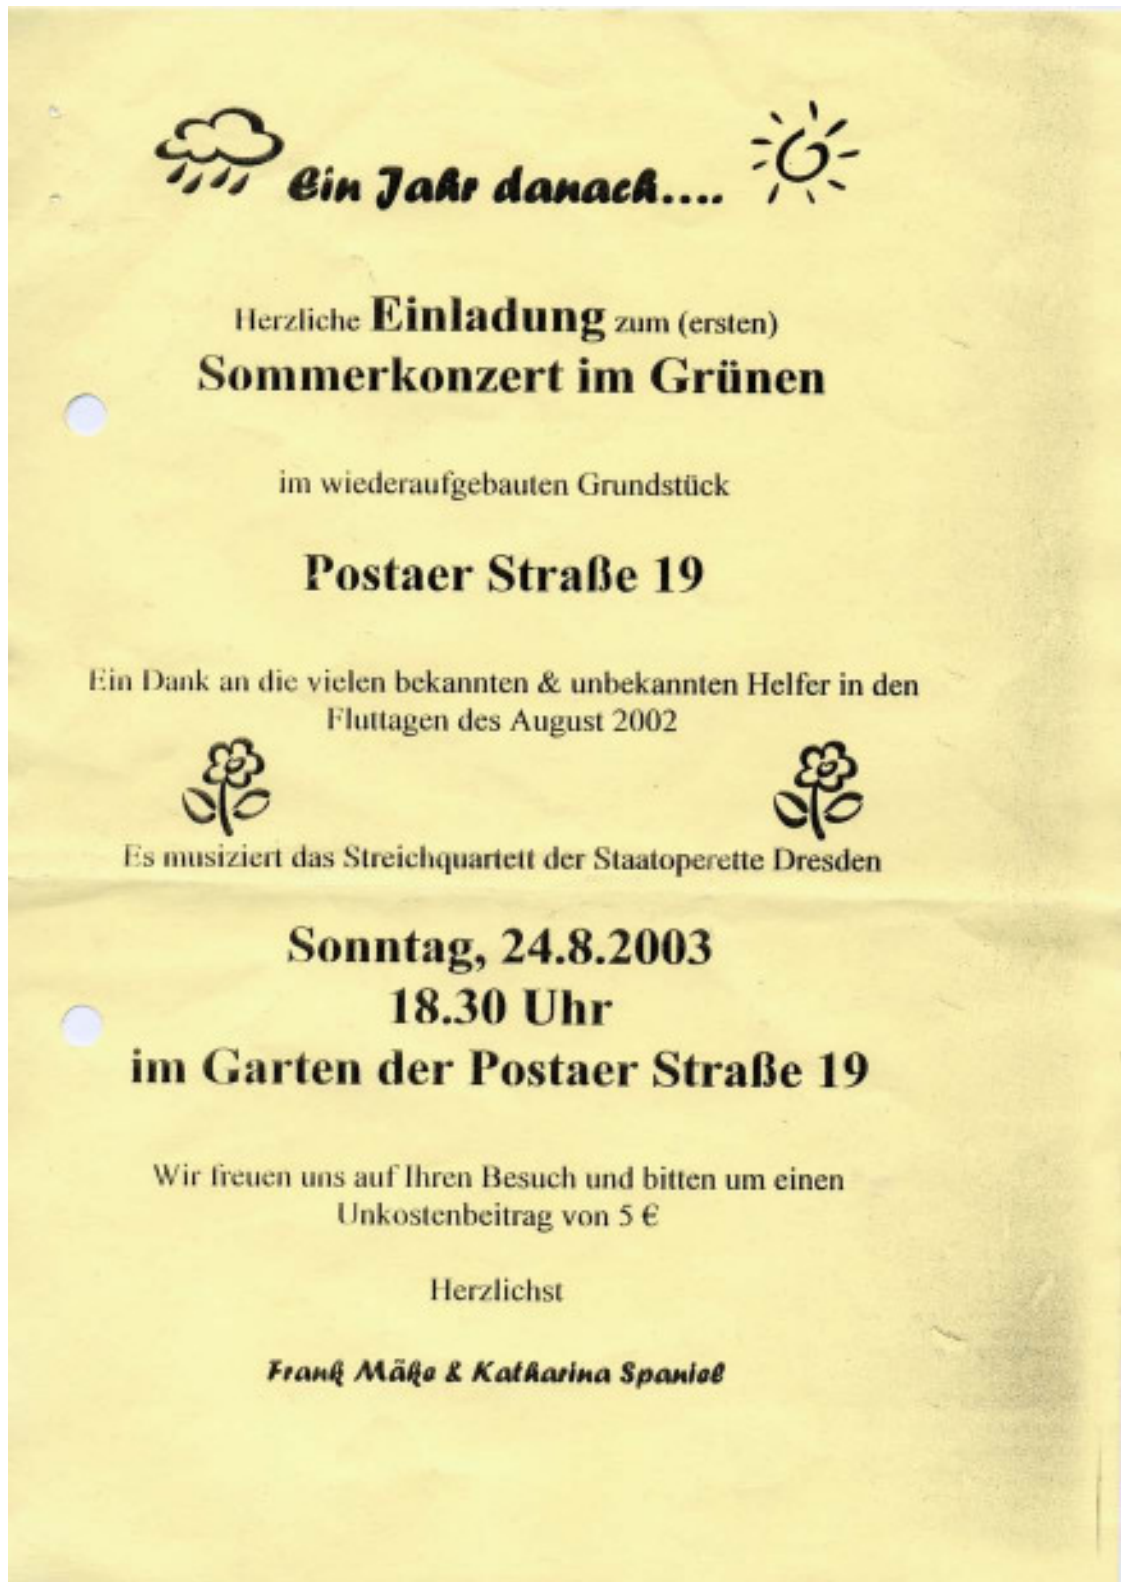 Ein Jahr danach....
Herzliche Einladung zum (ersten)
Sommerkonzert im Grünen
im wiederaufgebauten Grundstück
Postaer Straße 19
Ein Dank an die vielen bekannten & unbekannten Helfer in den
Fluttagen des August 2002
Es musiziert das Streichquartett der Staatoperette Dresden
Sonntag, 24.8.2003
18.30 Uhr
im Garten der Postaer Straße 19
Wir freuen uns auf Ihren Besuch und bitten um einen
Unkostenbeitrag von 5 €
Herzlichst
Frank Mäke & Katharina Spaniel